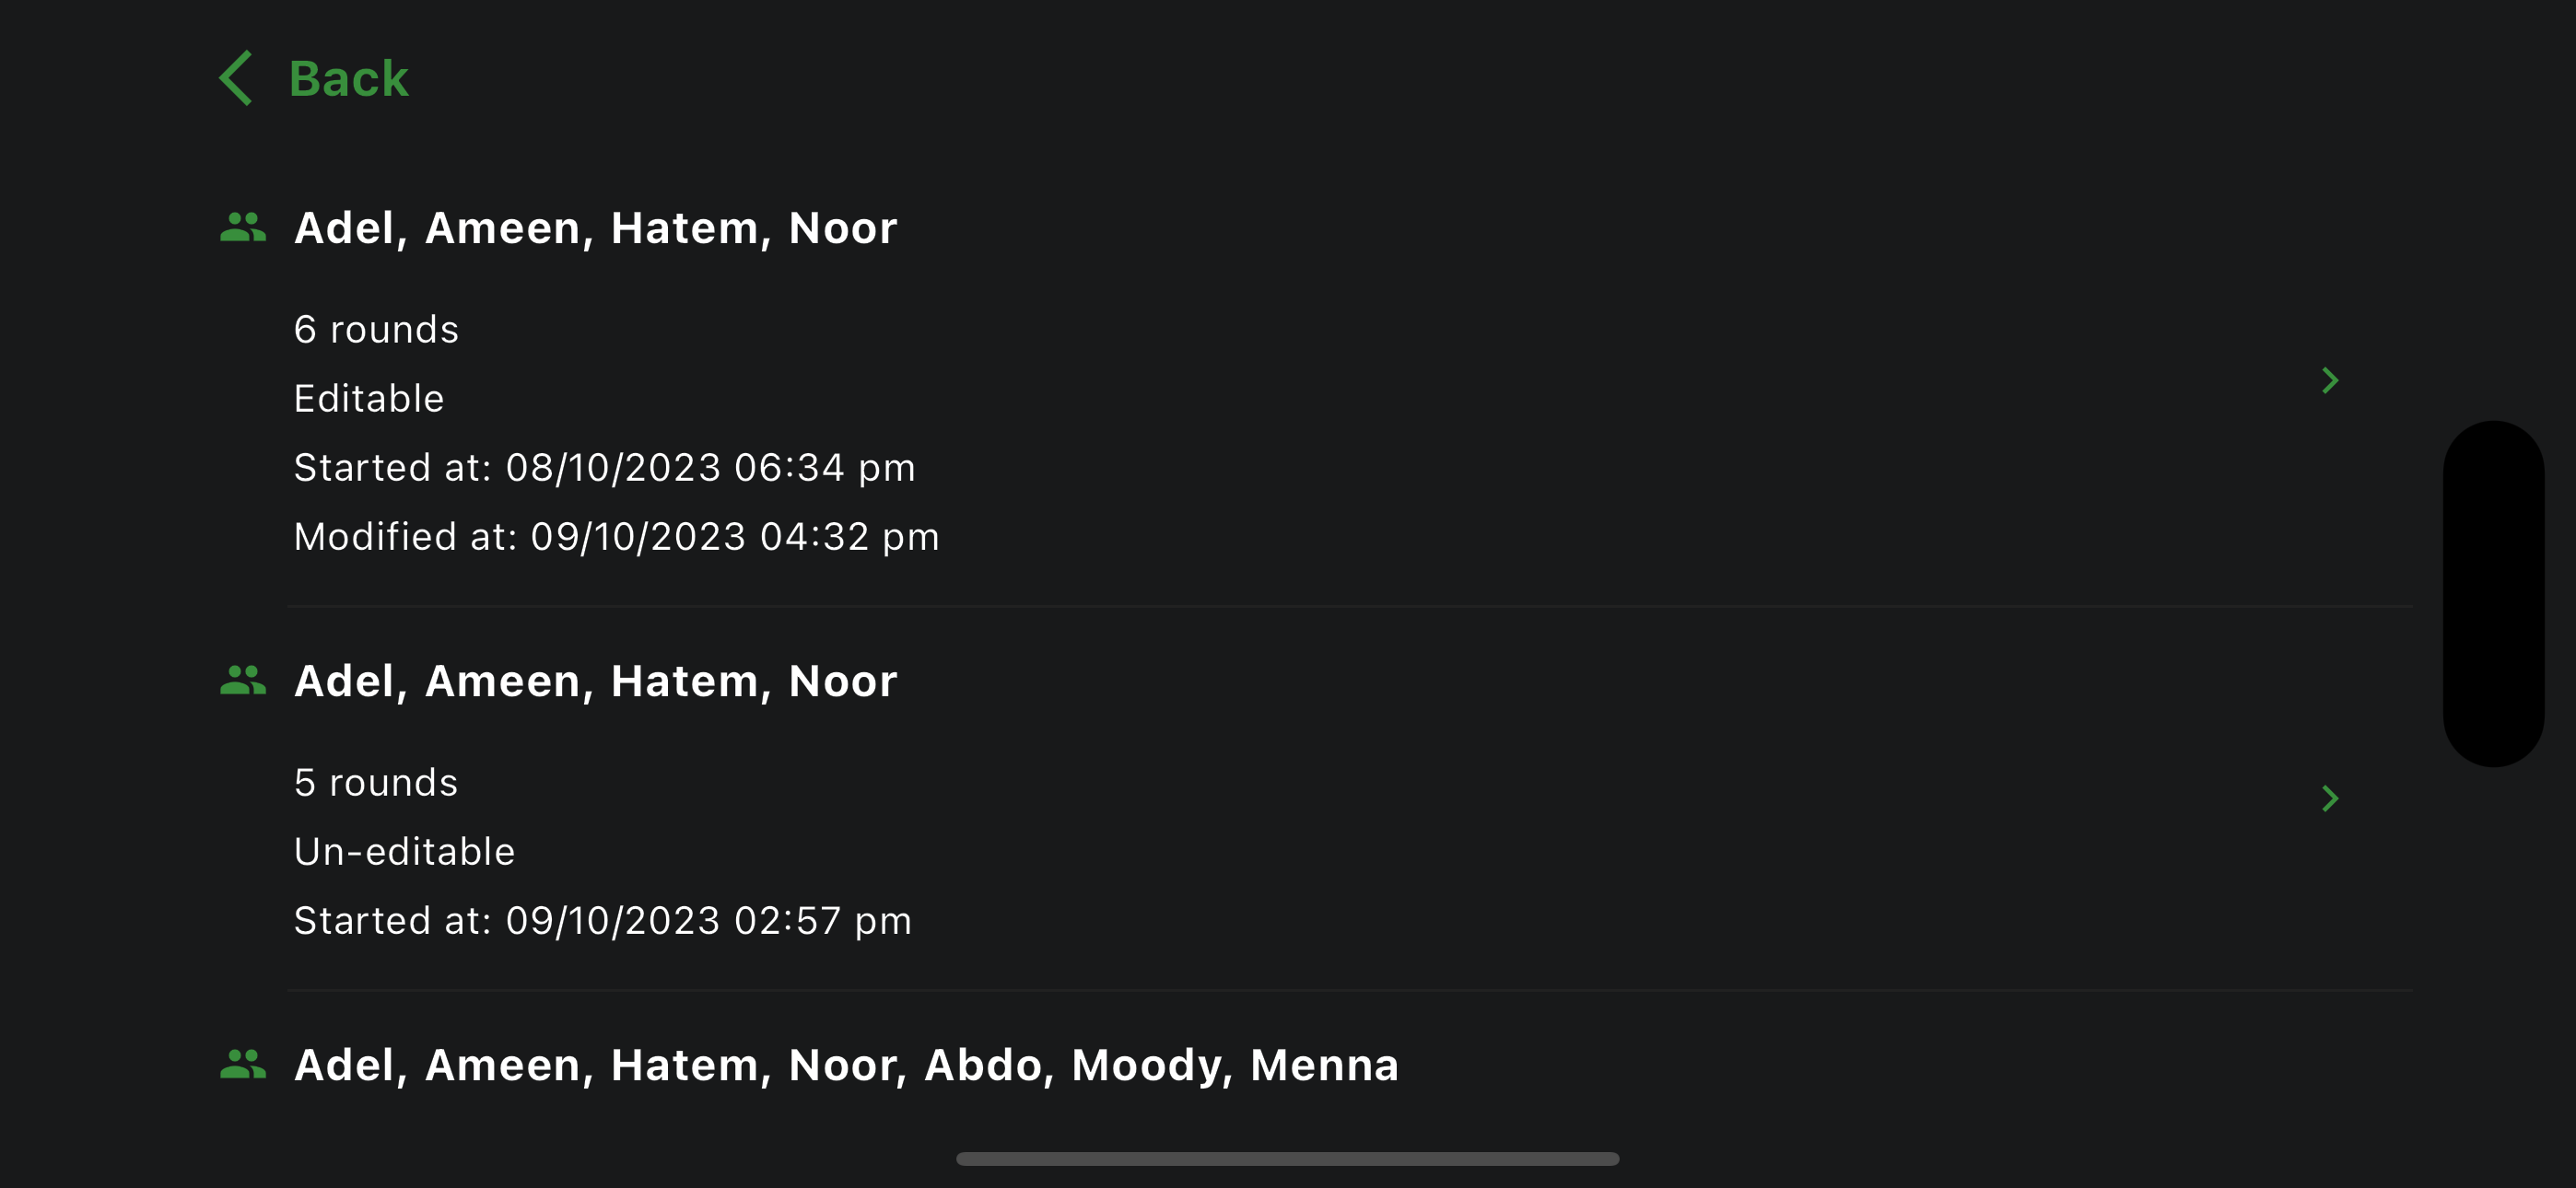 Back
Adel, Ameen, Hatem, Noor
6 rounds
Editable
Started at: 08/10/2023 06:34 pm
Modified at: 09/10/2023 04:32 pm
Adel, Ameen, Hatem, Noor
5 rounds
Un-editable
Started at: 09/10/2023 02:57 pm
Adel, Ameen, Hatem, Noor, Abdo, Moody, Menna